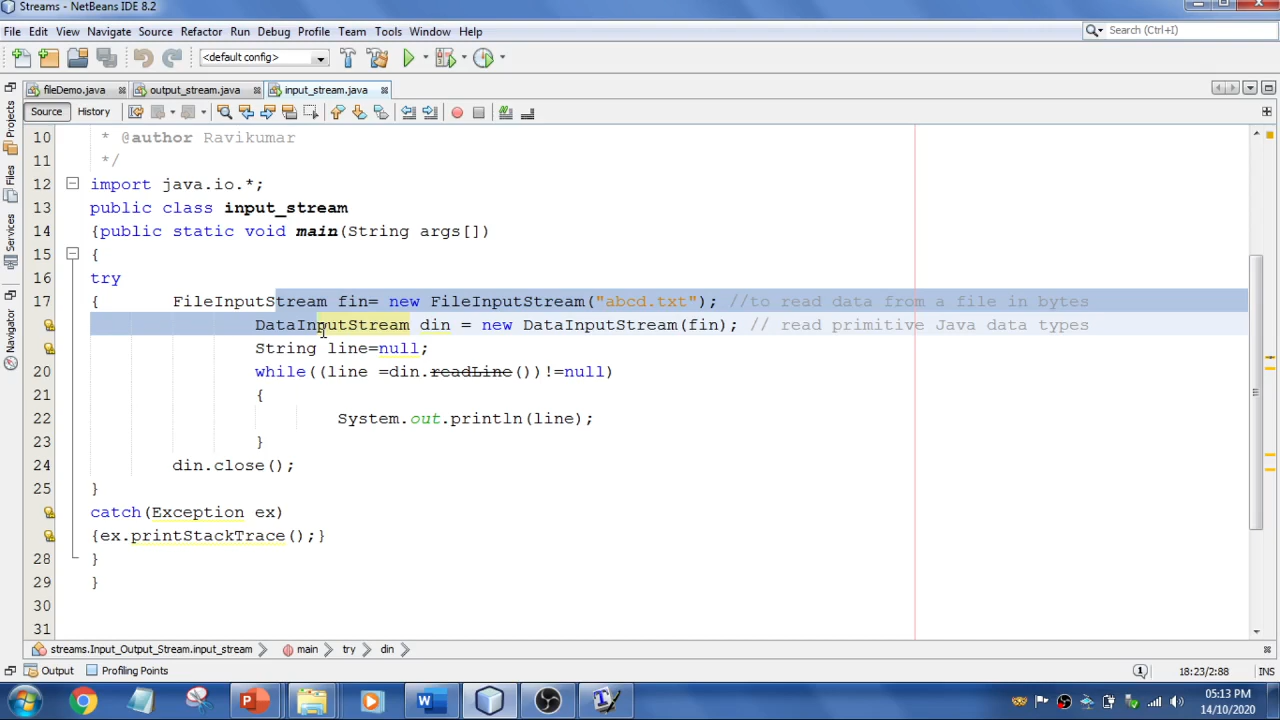 Streams - NetBeans IDE 8.2
File Edit View Navigate Source Refactor Run Debug Profile Team Tools Window Help
Search (Ctrl+I)
<default config>
fileDemo.java output_stream.java input_stream.java
Source History
Projects
Files
Services
Navigator
10 * @author Ravikumar
11 */
12 import java.io.*;
13 public class input_stream
14 {public static void main(String args[])
15 {
16 try
17 { FileInputStream fin= new FileInputStream("abcd.txt"); //to read data from a file in bytes
DataInputStream din = new DataInputStream(fin); // read primitive Java data types
String line=null;
20 while((line =din.readLine())!=null)
21 {
22 System.out.println(line);
23 }
24 din.close();
25 }
catch(Exception ex)
{ex.printStackTrace();}
28 }
29 }
30
31
streams.Input_Output_Stream.input_stream main try din
Output Profiling Points 1 18:23/2:88 INS
05:13 PM
14/10/2020